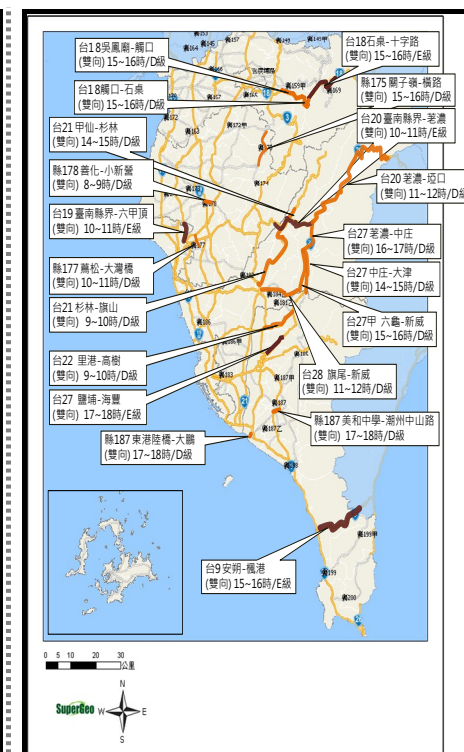 台18吳鳳廟-觸口
(雙向) 15~16時/D級
台18觸口-石桌
(雙向) 15~16時/D級
台21 甲仙-杉林
(雙向) 14~15時/D級
縣178 善化-小新營
(雙向) 8~9時/D級
台19 臺南縣界-六甲頂
(雙向) 10~11時/E級
縣177 蔦松-大灣橋
(雙向) 10~11時/D級
台21 杉林-旗山
(雙向) 9~10時/D級
台22 里港-高樹
(雙向) 9~10時/D級
台27 鹽埔-海豐
(雙向) 17~18時/E級
縣187東港陸橋-大鵬
(雙向) 17~18時/D級
台9 安朔-楓港
(雙向) 15~16時/E級
台18石桌-十字路
(雙向) 15~16時/E級
縣175 關子嶺-橫路
(雙向) 15~16時/D級
台20 臺南縣界-荖濃
(雙向) 10~11時/E級
台20 荖濃-埡口
(雙向) 11~12時/D級
台27 荖濃-中庄
(雙向) 16~17時/D級
台27 中庄-大津
(雙向) 14~15時/D級
台27甲 六龜-新威
(雙向) 15~16時/D級
台28 旗尾-新威
(雙向) 11~12時/D級
縣187 美和中學-潮州中山路
(雙向) 17~18時/D級
0 5 10 20 30
公里
SuperGeo
N
W E
S